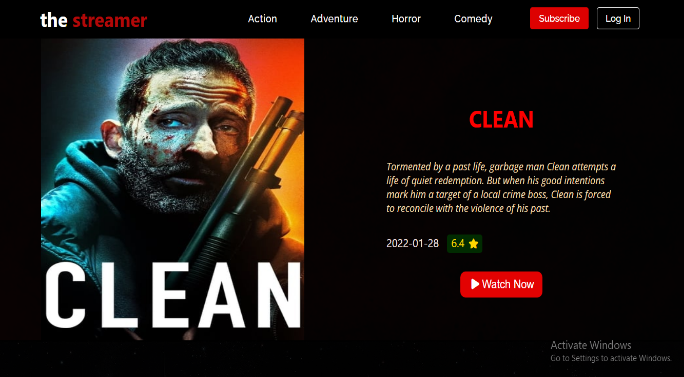 the streamer
Action Adventure Horror Comedy Subscribe Log In
CLEAN
Tormented by a past life, garbage man Clean attempts a
life of quiet redemption. But when his good intentions
mark him a target of a local crime boss, Clean is forced
to reconcile with the violence of his past.
2022-01-28 6.4
Watch Now
CLEAN
Activate Windows
Go to Settings to activate Windows.